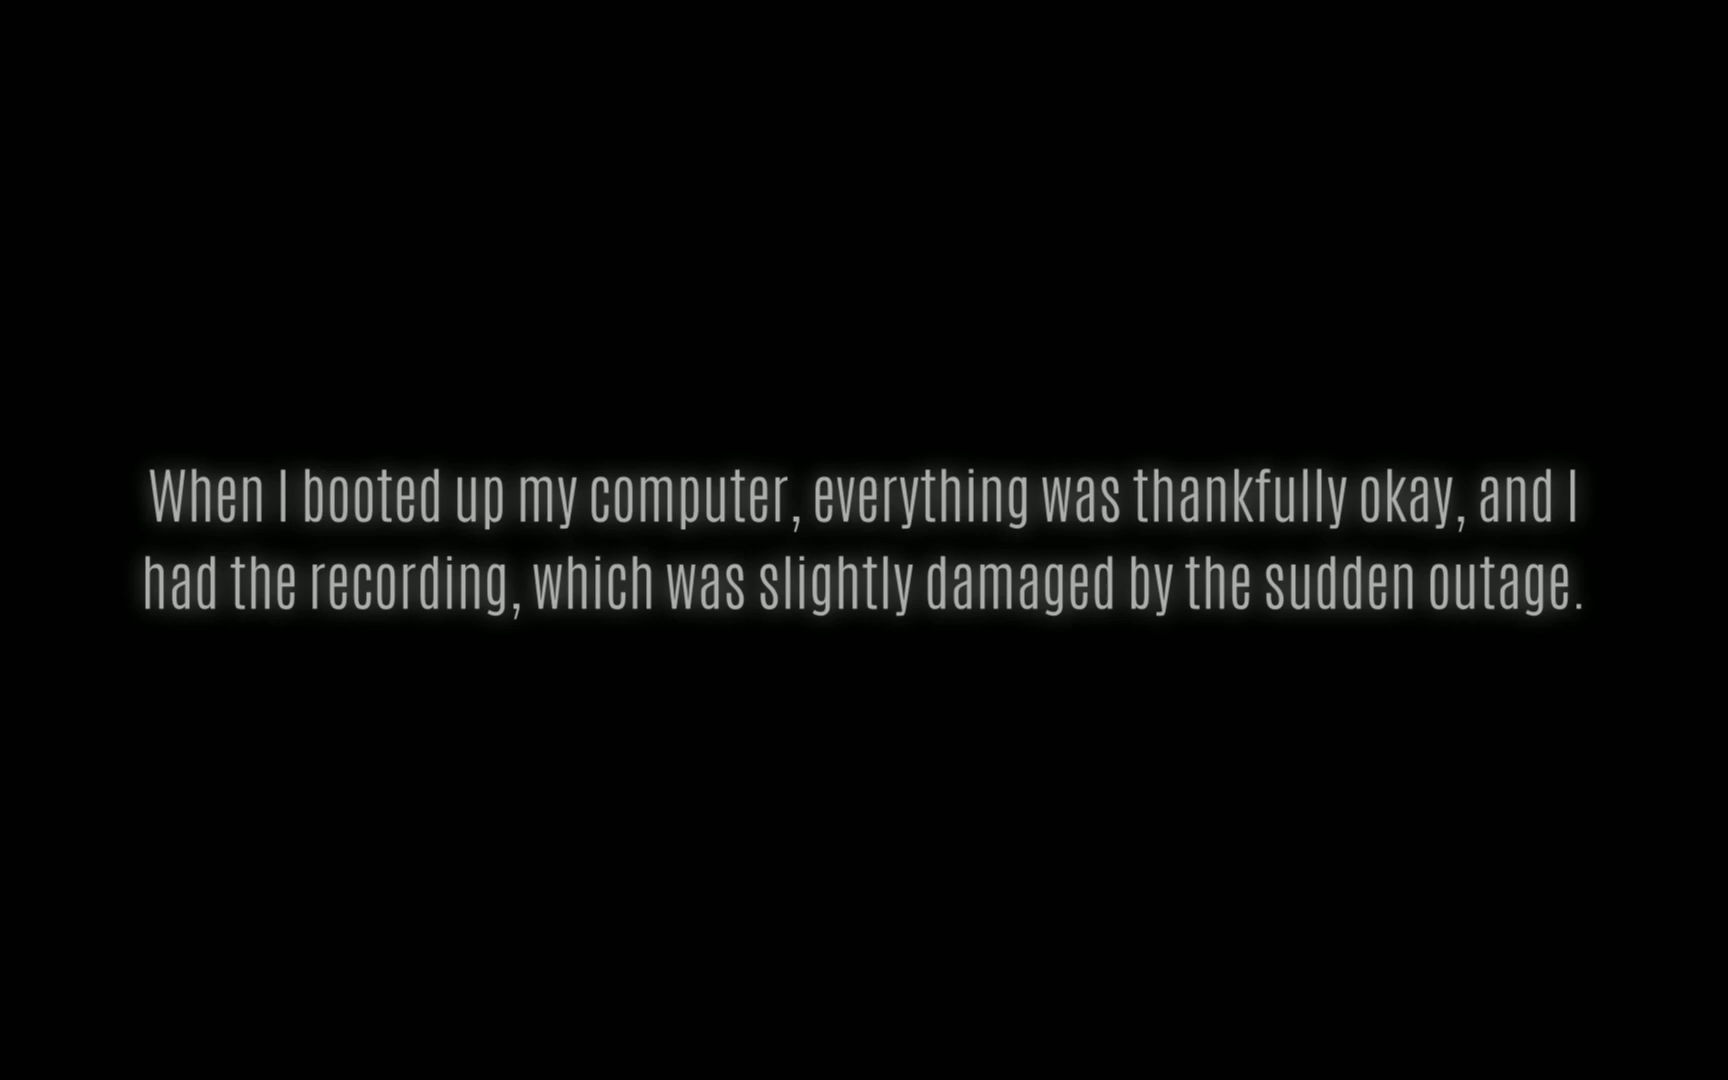 When I booted up my computer, everything was thankfully okay, and I
had the recording, which was slightly damaged by the sudden outage.